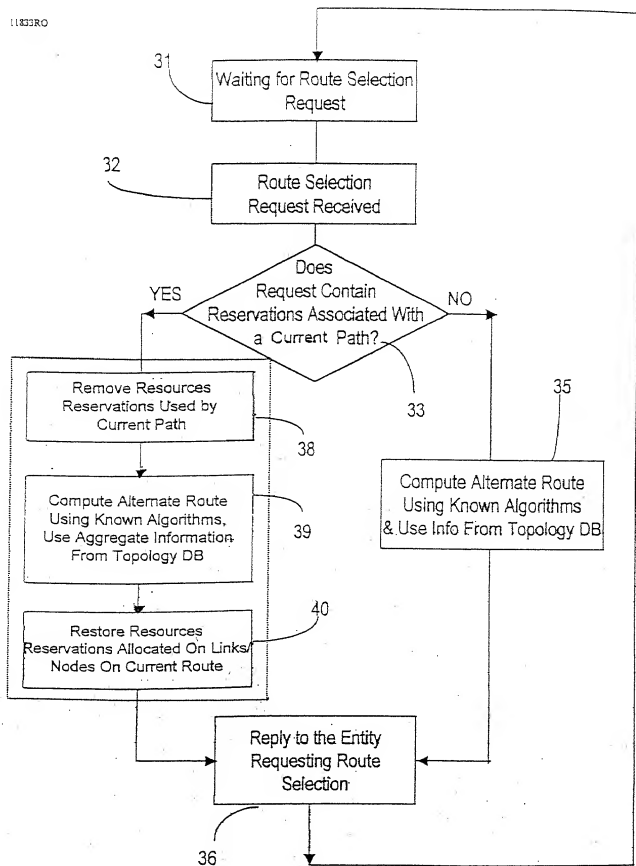 11833RO
31
Waiting for Route Selection
Request
32
Route Selection
Request Received
Does
Request Contain
Reservations Associated With
a Current Path?
YES
NO
33
Remove Resources
Reservations Used by
Current Path
38
35
Compute Alternate Route
Using Known Algorithms,
Use Aggregate Information
From Topology DB
39
Compute Alternate Route
Using Known Algorithms
& Use Info From Topology DB
Restore Resources
Reservations Allocated On Links/
Nodes On Current Route
40
Reply to the Entity
Requesting Route
Selection
36